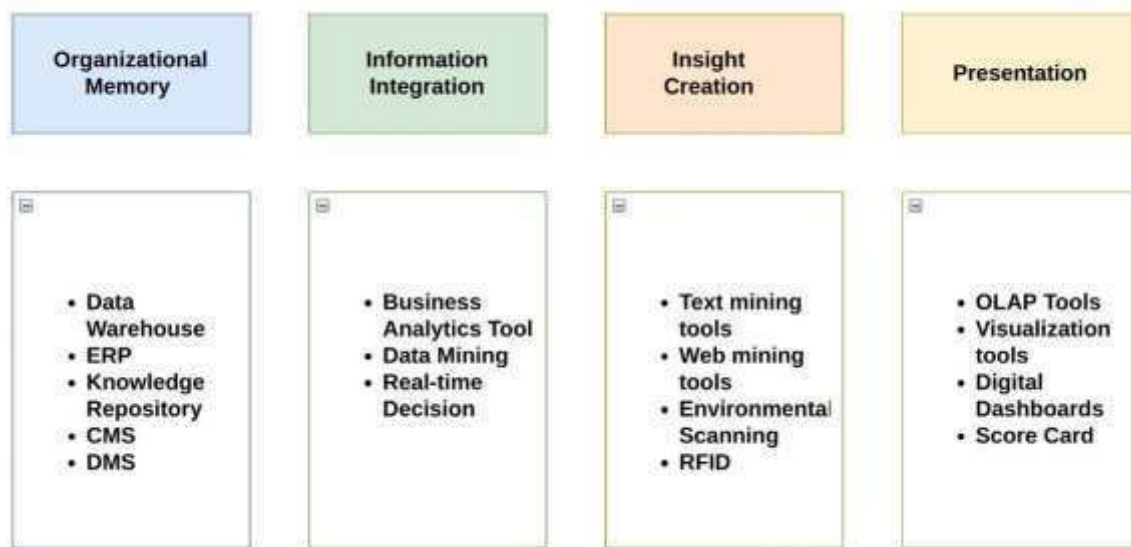 Organizational
Memory
Information
Integration
Insight
Creation
Presentation
• Data
Warehouse
• ERP
• Knowledge
Repository
• CMS
• DMS
• Business
Analytics Tool
• Data Mining
• Real-time
Decision
• Text mining
tools
• Web mining
tools
• Environmental
Scanning
• RFID
• OLAP Tools
• Visualization
tools
• Digital
Dashboards
• Score Card